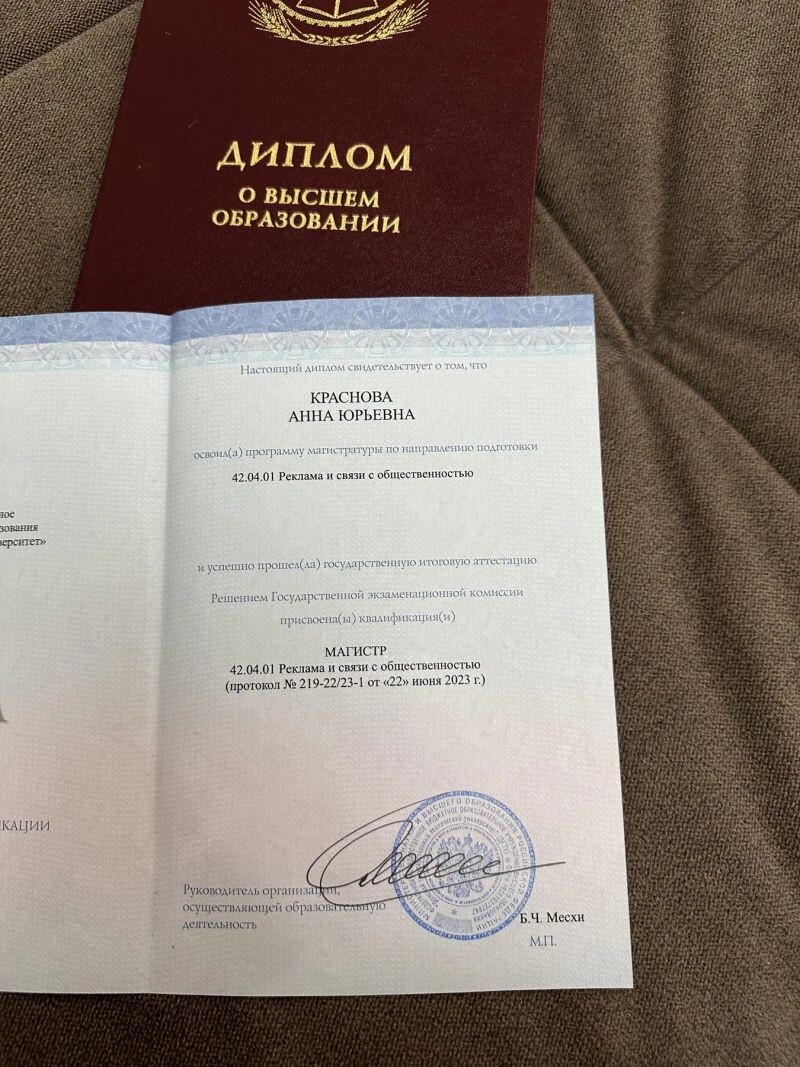 ДИПЛОМ
О ВЫСШЕМ
ОБРАЗОВАНИИ
Настоящий диплом свидетельствует о том, что
КРАСНОВА
АННА ЮРЬЕВНА
освоил(а) программу магистратуры по направлению подготовки
42.04.01 Реклама и связи с общественностью
и успешно прошел(ла) государственную итоговую аттестацию
Решением Государственной экзаменационной комиссии
присвоена(ы) квалификация(и)
МАГИСТР
42.04.01 Реклама и связи с общественностью
(протокол № 219-22/23-1 от «22» июня 2023 г.)
Руководитель организации,
осуществляющей образовательную
деятельность
Б.Ч. Месхи
М.П.